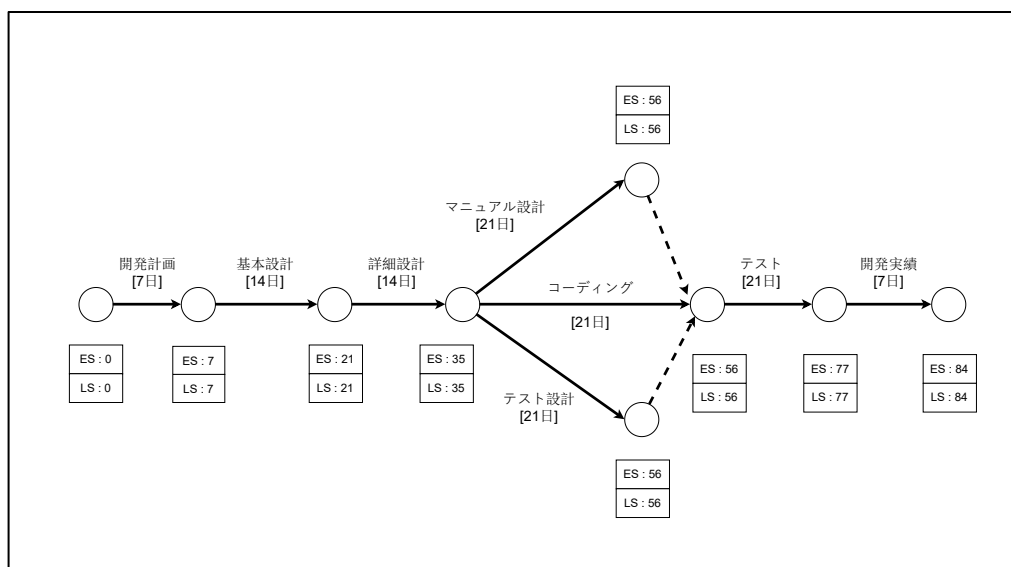 ES : 56
LS : 56
マニュアル設計
[21日]
開発計画
[7日]
基本設計
[14日]
詳細設計
[14日]
コーディング
[21日]
テスト
[21日]
開発実績
[7日]
ES : 0
LS : 0
ES : 7
LS : 7
ES : 21
LS : 21
ES : 35
LS : 35
テスト設計
[21日]
ES : 56
LS : 56
ES : 77
LS : 77
ES : 84
LS : 84
ES : 56
LS : 56